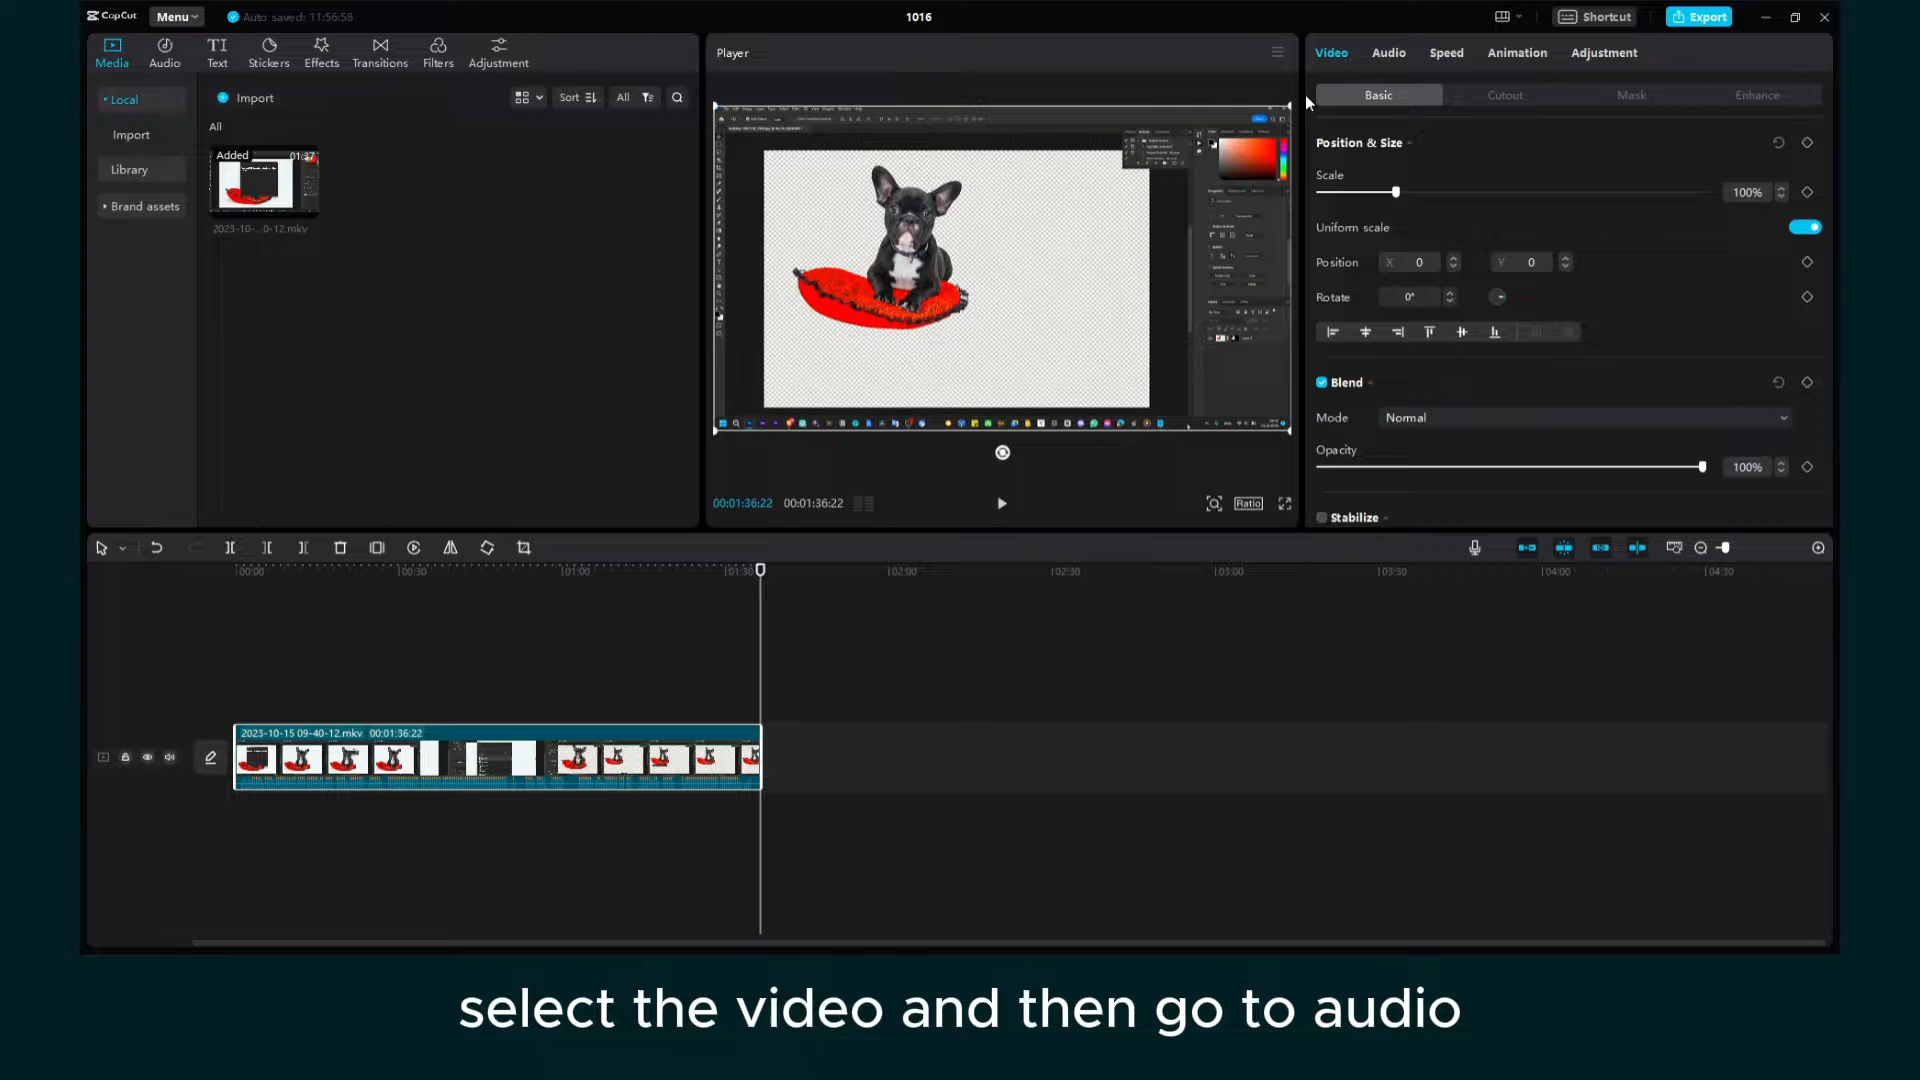 CapCut
Menu
Auto saved: 11:56:58
1016
Shortcut
Export
Media
Audio
Text
Stickers
Effects
Transitions
Filters
Adjustment
Local
Import
Library
Brand assets
Import
Sort
All
All
Added
01:37
2023-10-...0-12.mkv
Player
00:01:36:22
00:01:36:22
Ratio
Video
Audio
Speed
Animation
Adjustment
Basic
Cutout
Mask
Enhance
Position & Size
Scale
100%
Uniform scale
Position
X 0
Y 0
Rotate
0°
Blend
Mode
Normal
Opacity
100%
Stabilize
00:00
00:30
01:00
01:30
02:00
02:30
03:00
03:30
04:00
04:30
2023-10-15 09-40-12.mkv 00:01:36:22
select the video and then go to audio